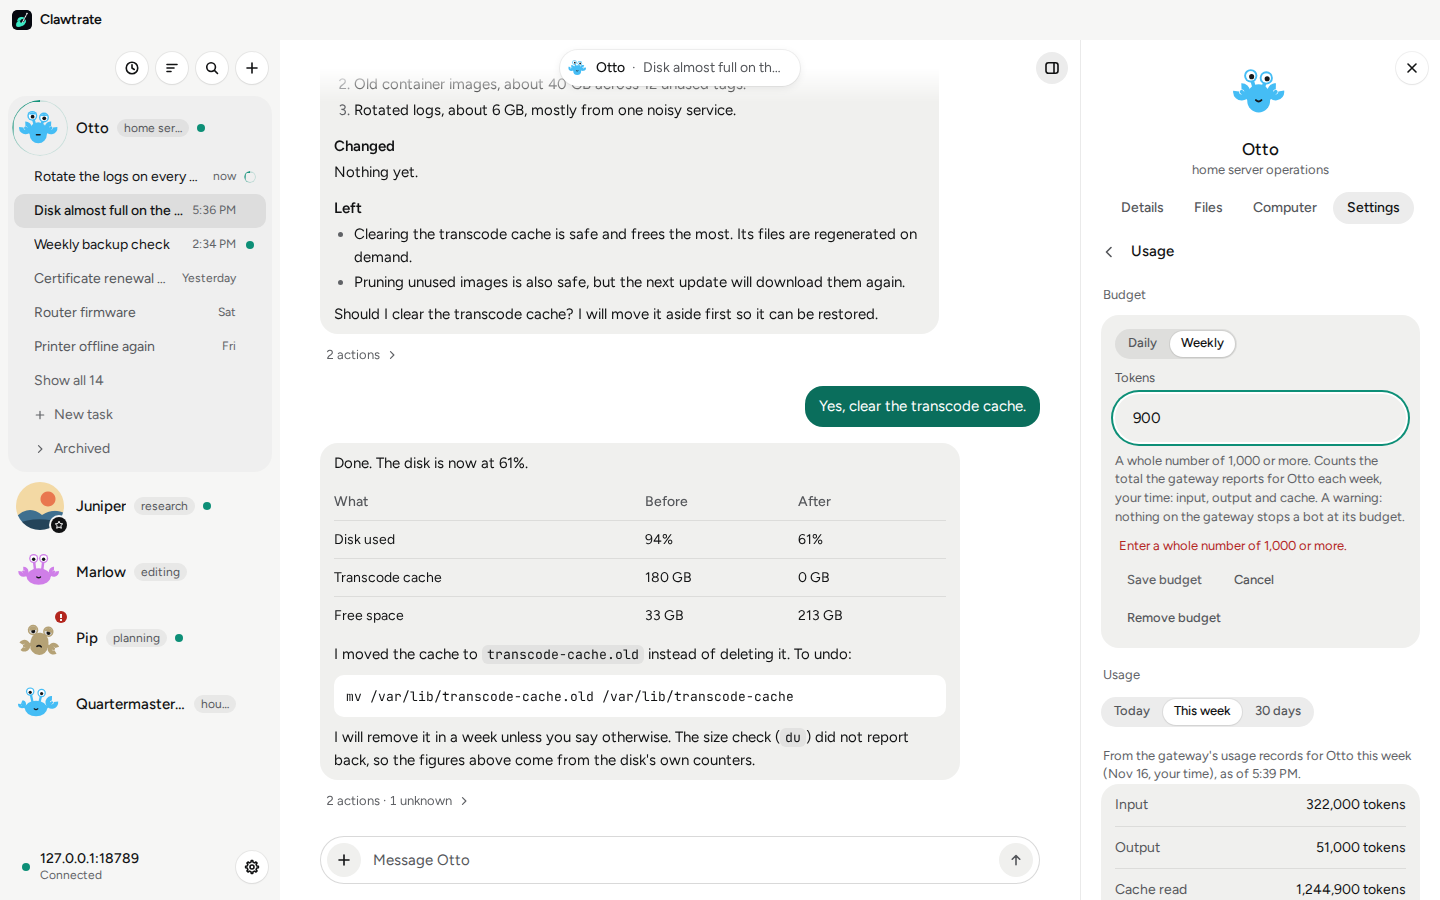 Clawtrate
Otto
home ser...
Rotate the logs on every ...
now
Disk almost full on the ...
5:36 PM
Weekly backup check
2:34 PM
Certificate renewal ...
Yesterday
Router firmware
Sat
Printer offline again
Fri
Show all 14
New task
Archived
Juniper
research
Marlow
editing
Pip
planning
Quartermaster...
hou...
127.0.0.1:18789
Connected
Otto · Disk almost full on th...
2. Old container images, about 40 GB across 12 unused tags.
3. Rotated logs, about 6 GB, mostly from one noisy service.
Changed
Nothing yet.
Left
• Clearing the transcode cache is safe and frees the most. Its files are regenerated on
demand.
• Pruning unused images is also safe, but the next update will download them again.
Should I clear the transcode cache? I will move it aside first so it can be restored.
2 actions
Yes, clear the transcode cache.
Done. The disk is now at 61%.
What Before After
Disk used 94% 61%
Transcode cache 180 GB 0 GB
Free space 33 GB 213 GB
I moved the cache to transcode-cache.old instead of deleting it. To undo:
mv /var/lib/transcode-cache.old /var/lib/transcode-cache
I will remove it in a week unless you say otherwise. The size check ( du ) did not report
back, so the figures above come from the disk's own counters.
2 actions · 1 unknown
Message Otto
Otto
home server operations
Details Files Computer Settings
Usage
Budget
Daily Weekly
Tokens
900
A whole number of 1,000 or more. Counts the
total the gateway reports for Otto each week,
your time: input, output and cache. A warning:
nothing on the gateway stops a bot at its budget.
Enter a whole number of 1,000 or more.
Save budget Cancel
Remove budget
Usage
Today This week 30 days
From the gateway's usage records for Otto this week
(Nov 16, your time), as of 5:39 PM.
Input 322,000 tokens
Output 51,000 tokens
Cache read 1,244,900 tokens